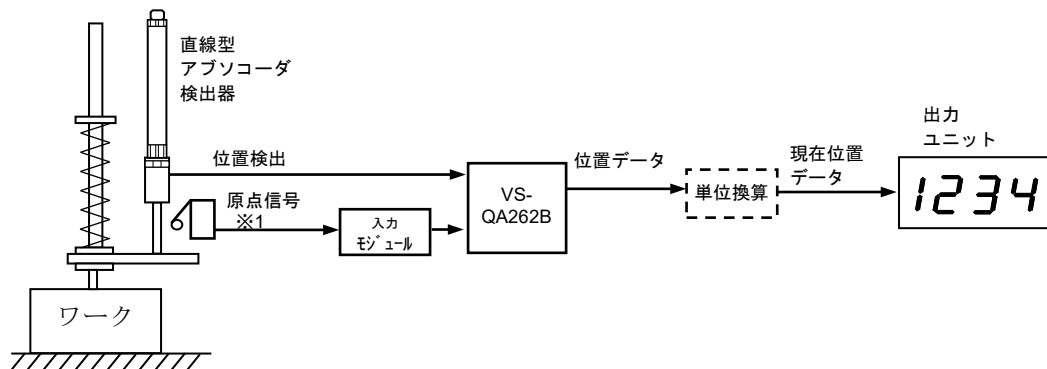 直線型
アブソコーダ
検出器
位置検出
原点信号
※1
入力
ﾓｼﾞｭｰﾙ
VS-
QA262B
位置データ
単位換算
現在位置
データ
出力
ユニット
1234
ワーク